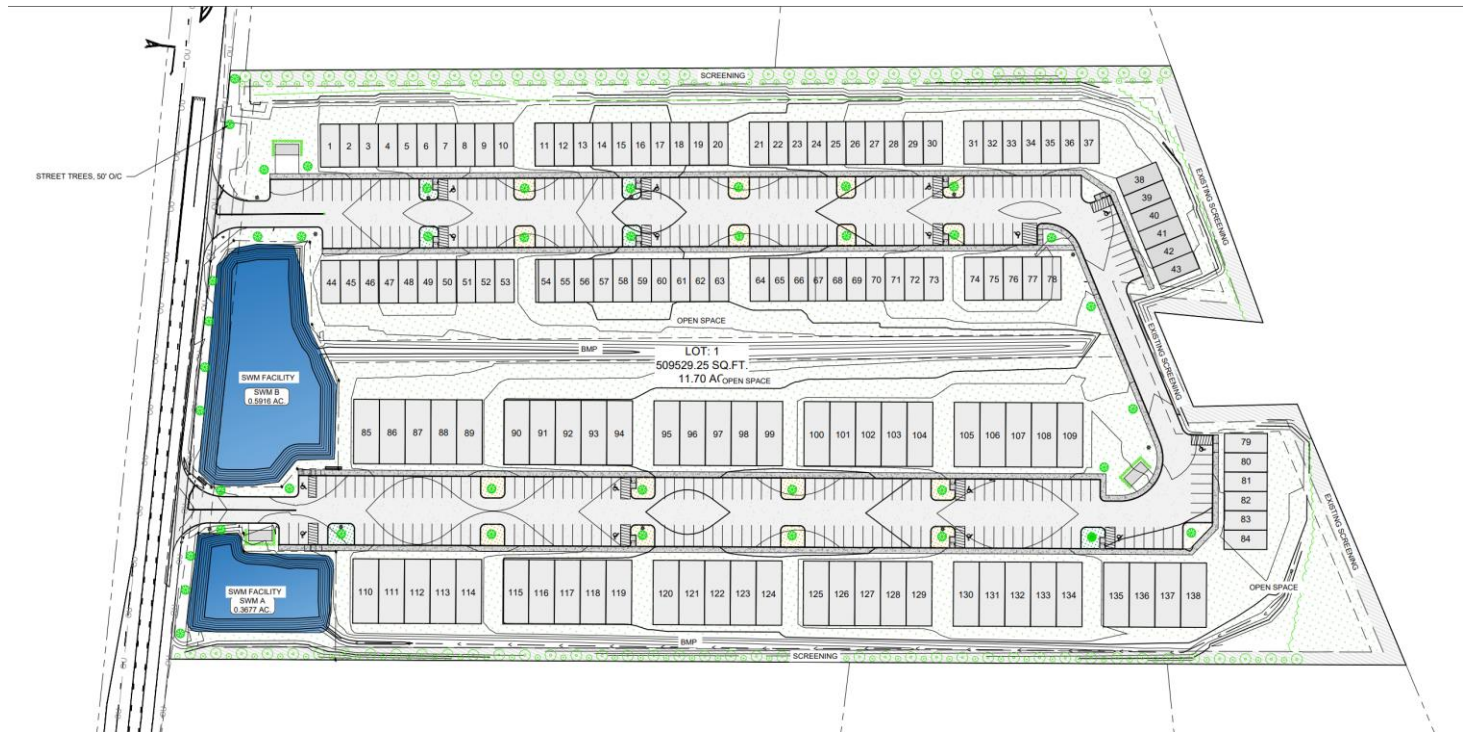 SCREENING
STREET TREES, 50' O/C
1 2 3 4 5 6 7 8 9 10 11 12 13 14 15 16 17 18 19 20 21 22 23 24 25 26 27 28 29 30 31 32 33 34 35 36 37
38
39
40
41
42
43
EXISTING SCREENING
44 45 46 47 48 49 50 51 52 53 54 55 56 57 58 59 60 61 62 63 64 65 66 67 68 69 70 71 72 73 74 75 76 77 78
OPEN SPACE
EXISTING SCREENING
BMP
LOT: 1
509529.25 SQ.FT.
11.70 AC
OPEN SPACE
SWM FACILITY
SWM B
0.5916 AC.
85 86 87 88 89 90 91 92 93 94 95 96 97 98 99 100 101 102 103 104 105 106 107 108 109
79
80
81
82
83
84
EXISTING SCREENING
OPEN SPACE
SWM FACILITY
SWM A
0.3677 AC.
110 111 112 113 114 115 116 117 118 119 120 121 122 123 124 125 126 127 128 129 130 131 132 133 134 135 136 137 138
BMP
SCREENING